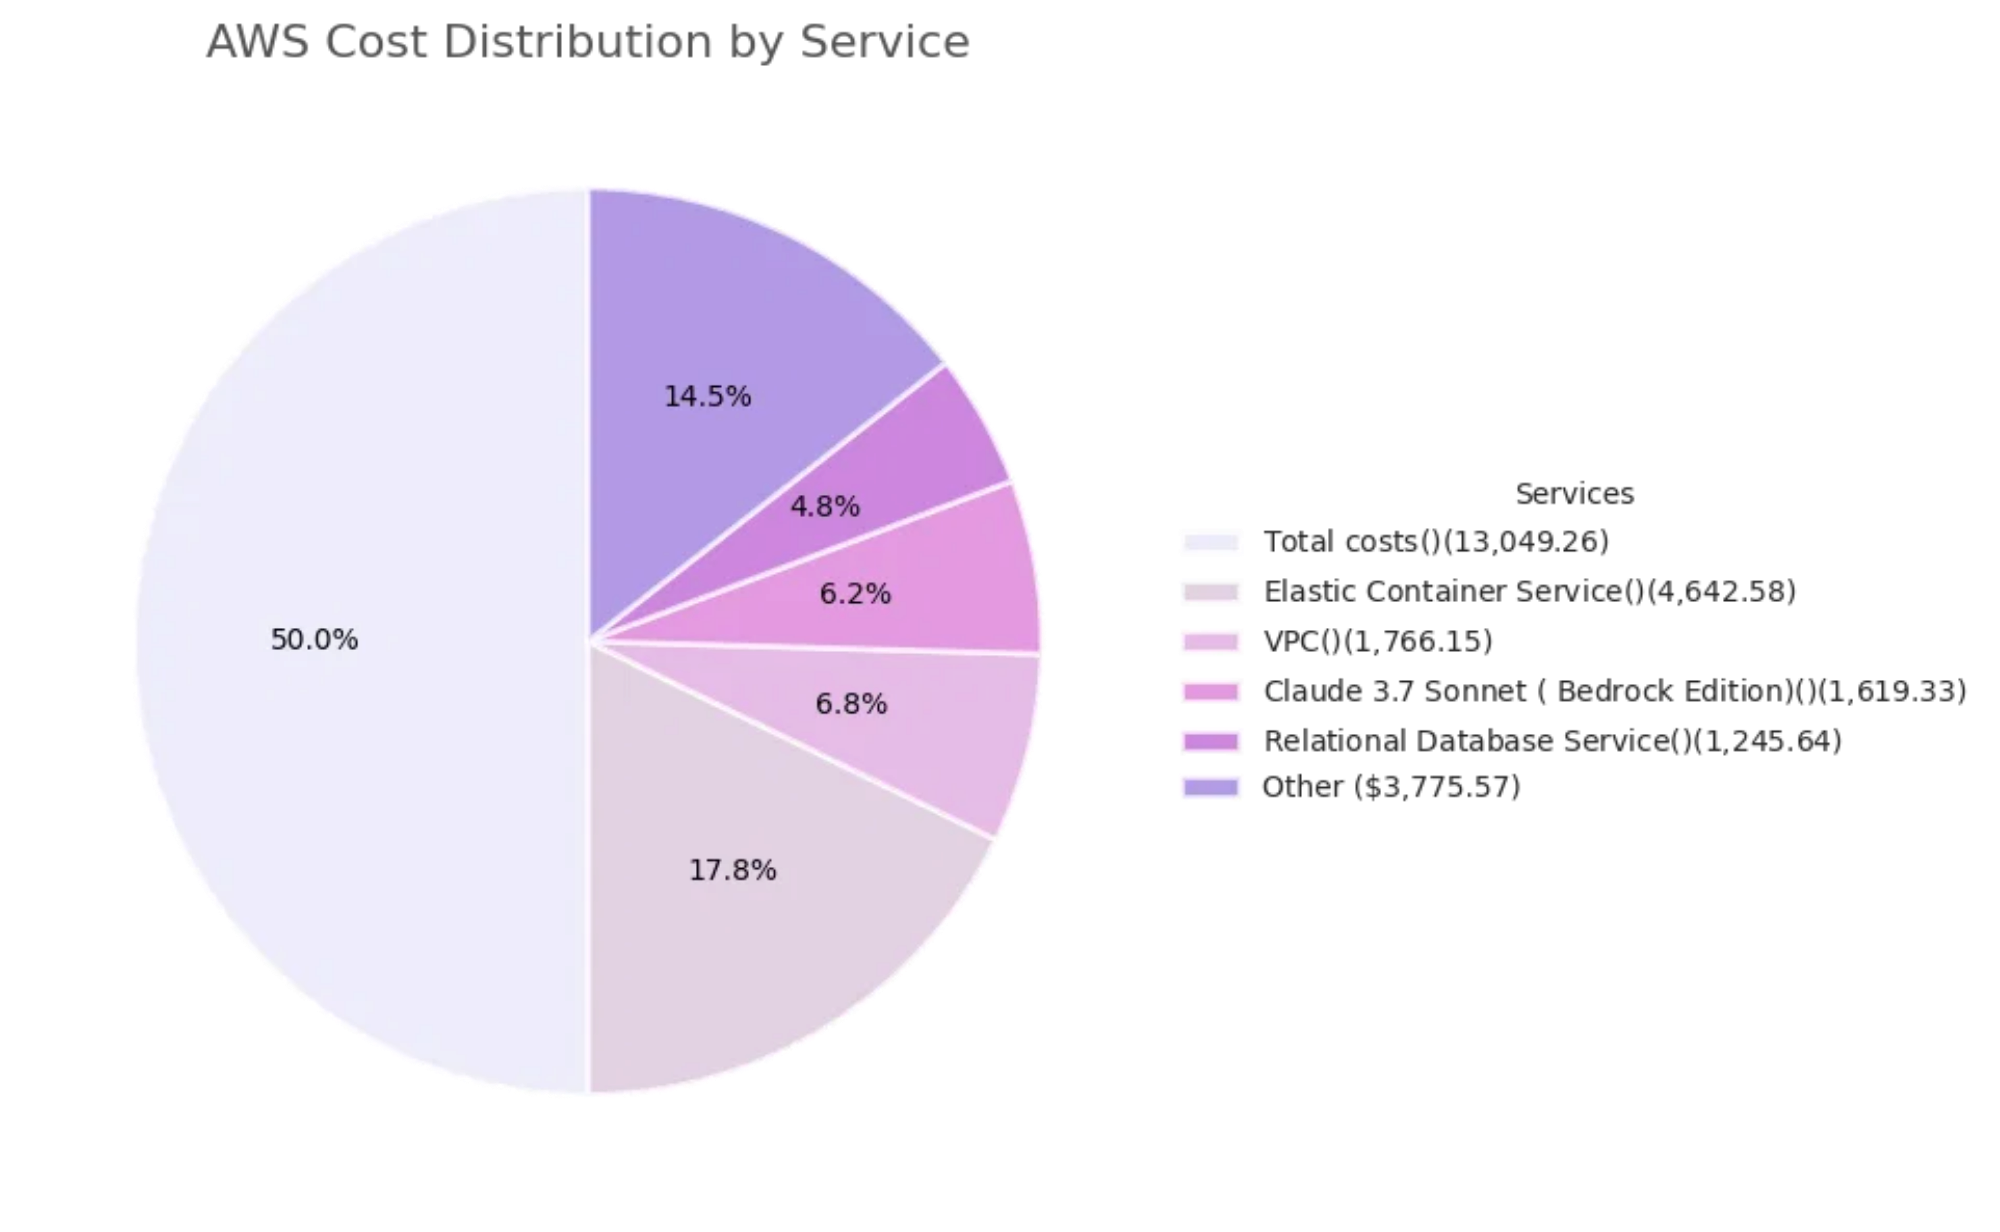 AWS Cost Distribution by Service
14.5%
4.8%
6.2%
50.0%
6.8%
17.8%
Services
Total costs()(13,049.26)
Elastic Container Service()(4,642.58)
VPC()(1,766.15)
Claude 3.7 Sonnet ( Bedrock Edition)()(1,619.33)
Relational Database Service()(1,245.64)
Other ($3,775.57)